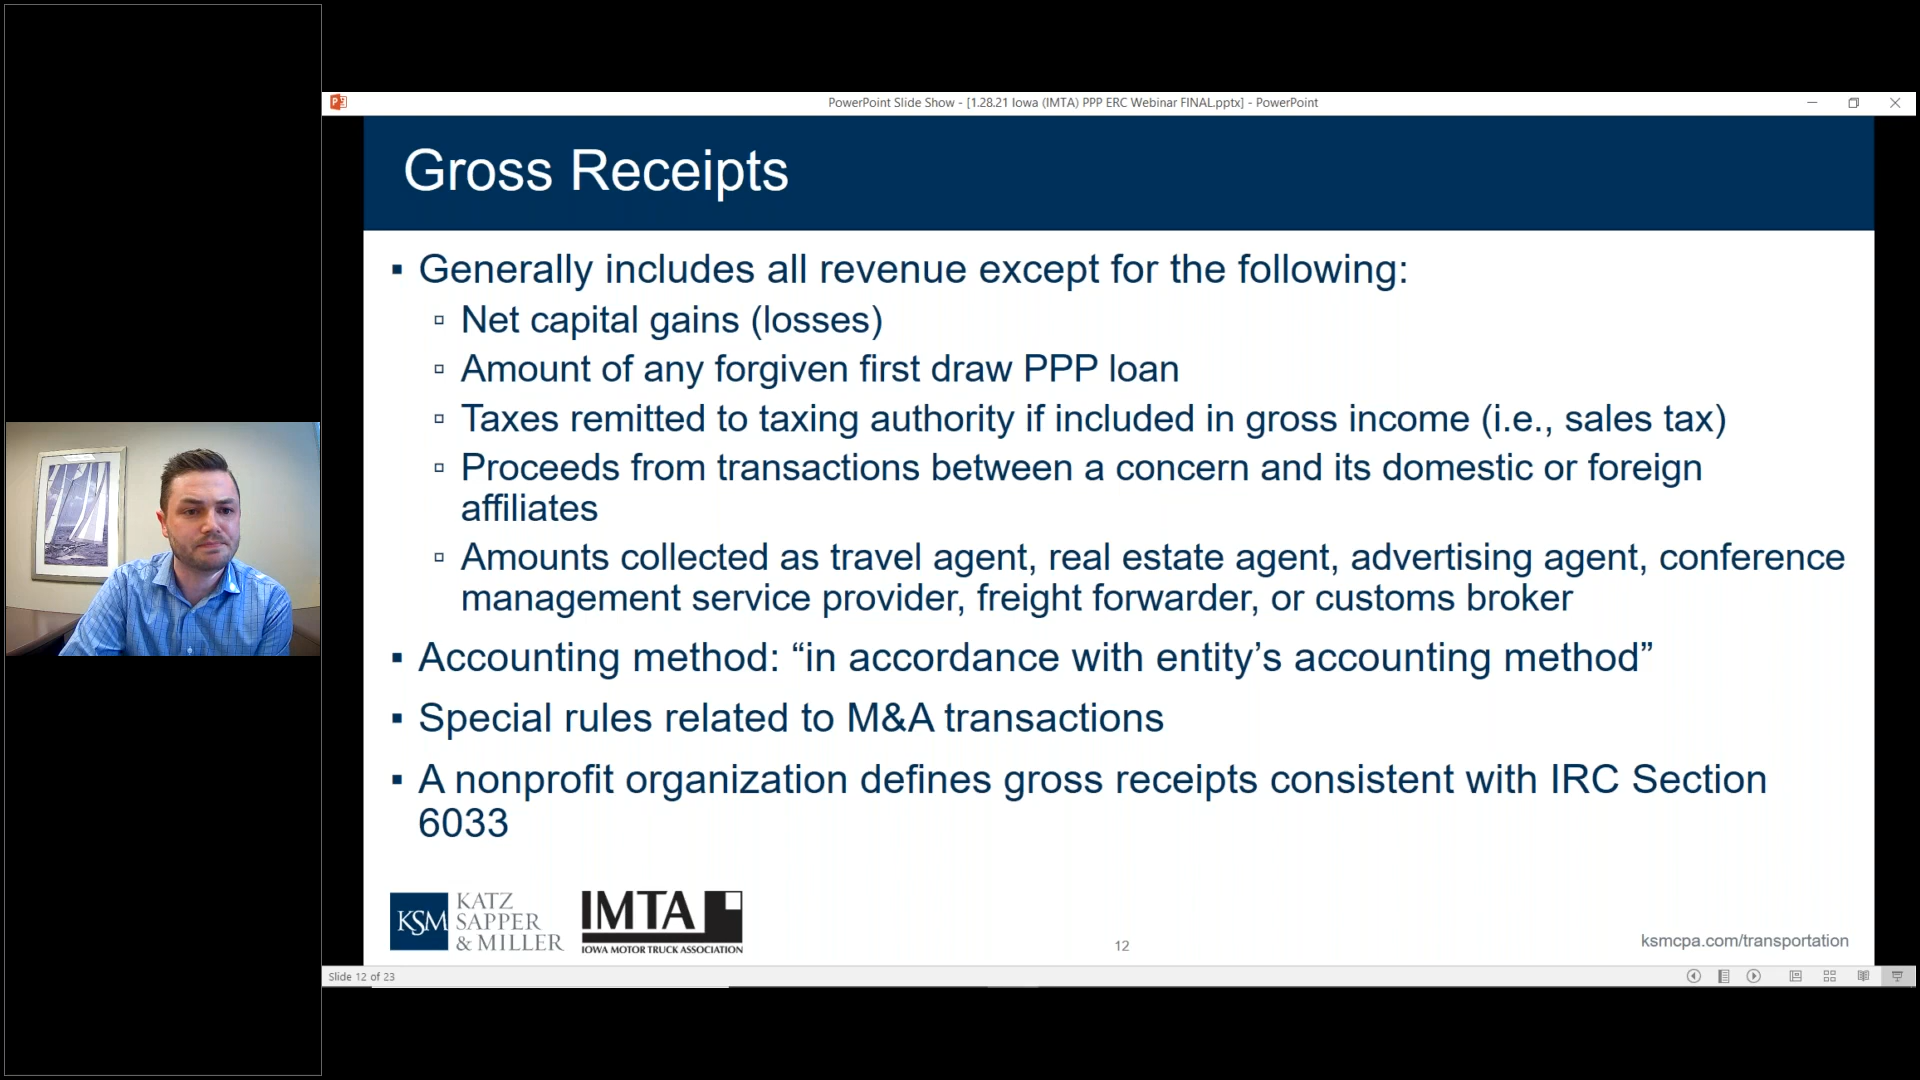 PowerPoint Slide Show - [1.28.21 Iowa (IMTA) PPP ERC Webinar FINAL.pptx] - PowerPoint
Gross Receipts
▪ Generally includes all revenue except for the following:
▫ Net capital gains (losses)
▫ Amount of any forgiven first draw PPP loan
▫ Taxes remitted to taxing authority if included in gross income (i.e., sales tax)
▫ Proceeds from transactions between a concern and its domestic or foreign
affiliates
▫ Amounts collected as travel agent, real estate agent, advertising agent, conference
management service provider, freight forwarder, or customs broker
▪ Accounting method: “in accordance with entity’s accounting method”
▪ Special rules related to M&A transactions
▪ A nonprofit organization defines gross receipts consistent with IRC Section
6033
KSM
KATZ
SAPPER
& MILLER
IMTA
IOWA MOTOR TRUCK ASSOCIATION
12
ksmcpa.com/transportation
Slide 12 of 23